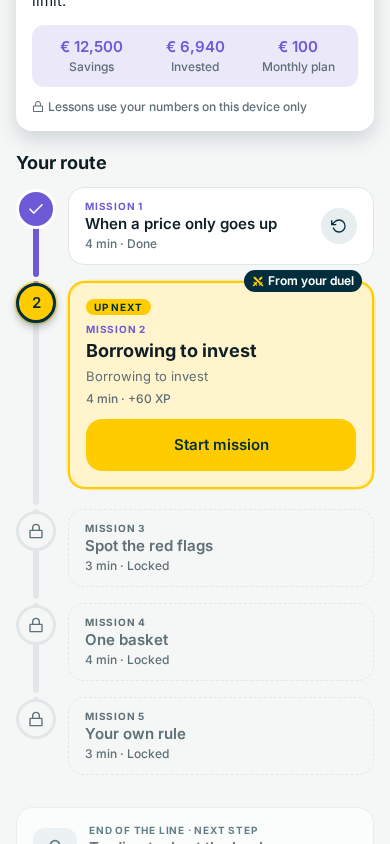 limit.
€ 12,500 € 6,940 € 100
Savings Invested Monthly plan
Lessons use your numbers on this device only
Your route
MISSION 1
When a price only goes up
4 min · Done
From your duel
2
UP NEXT
MISSION 2
Borrowing to invest
Borrowing to invest
4 min · +60 XP
Start mission
MISSION 3
Spot the red flags
3 min · Locked
MISSION 4
One basket
4 min · Locked
MISSION 5
Your own rule
3 min · Locked
END OF THE LINE · NEXT STEP